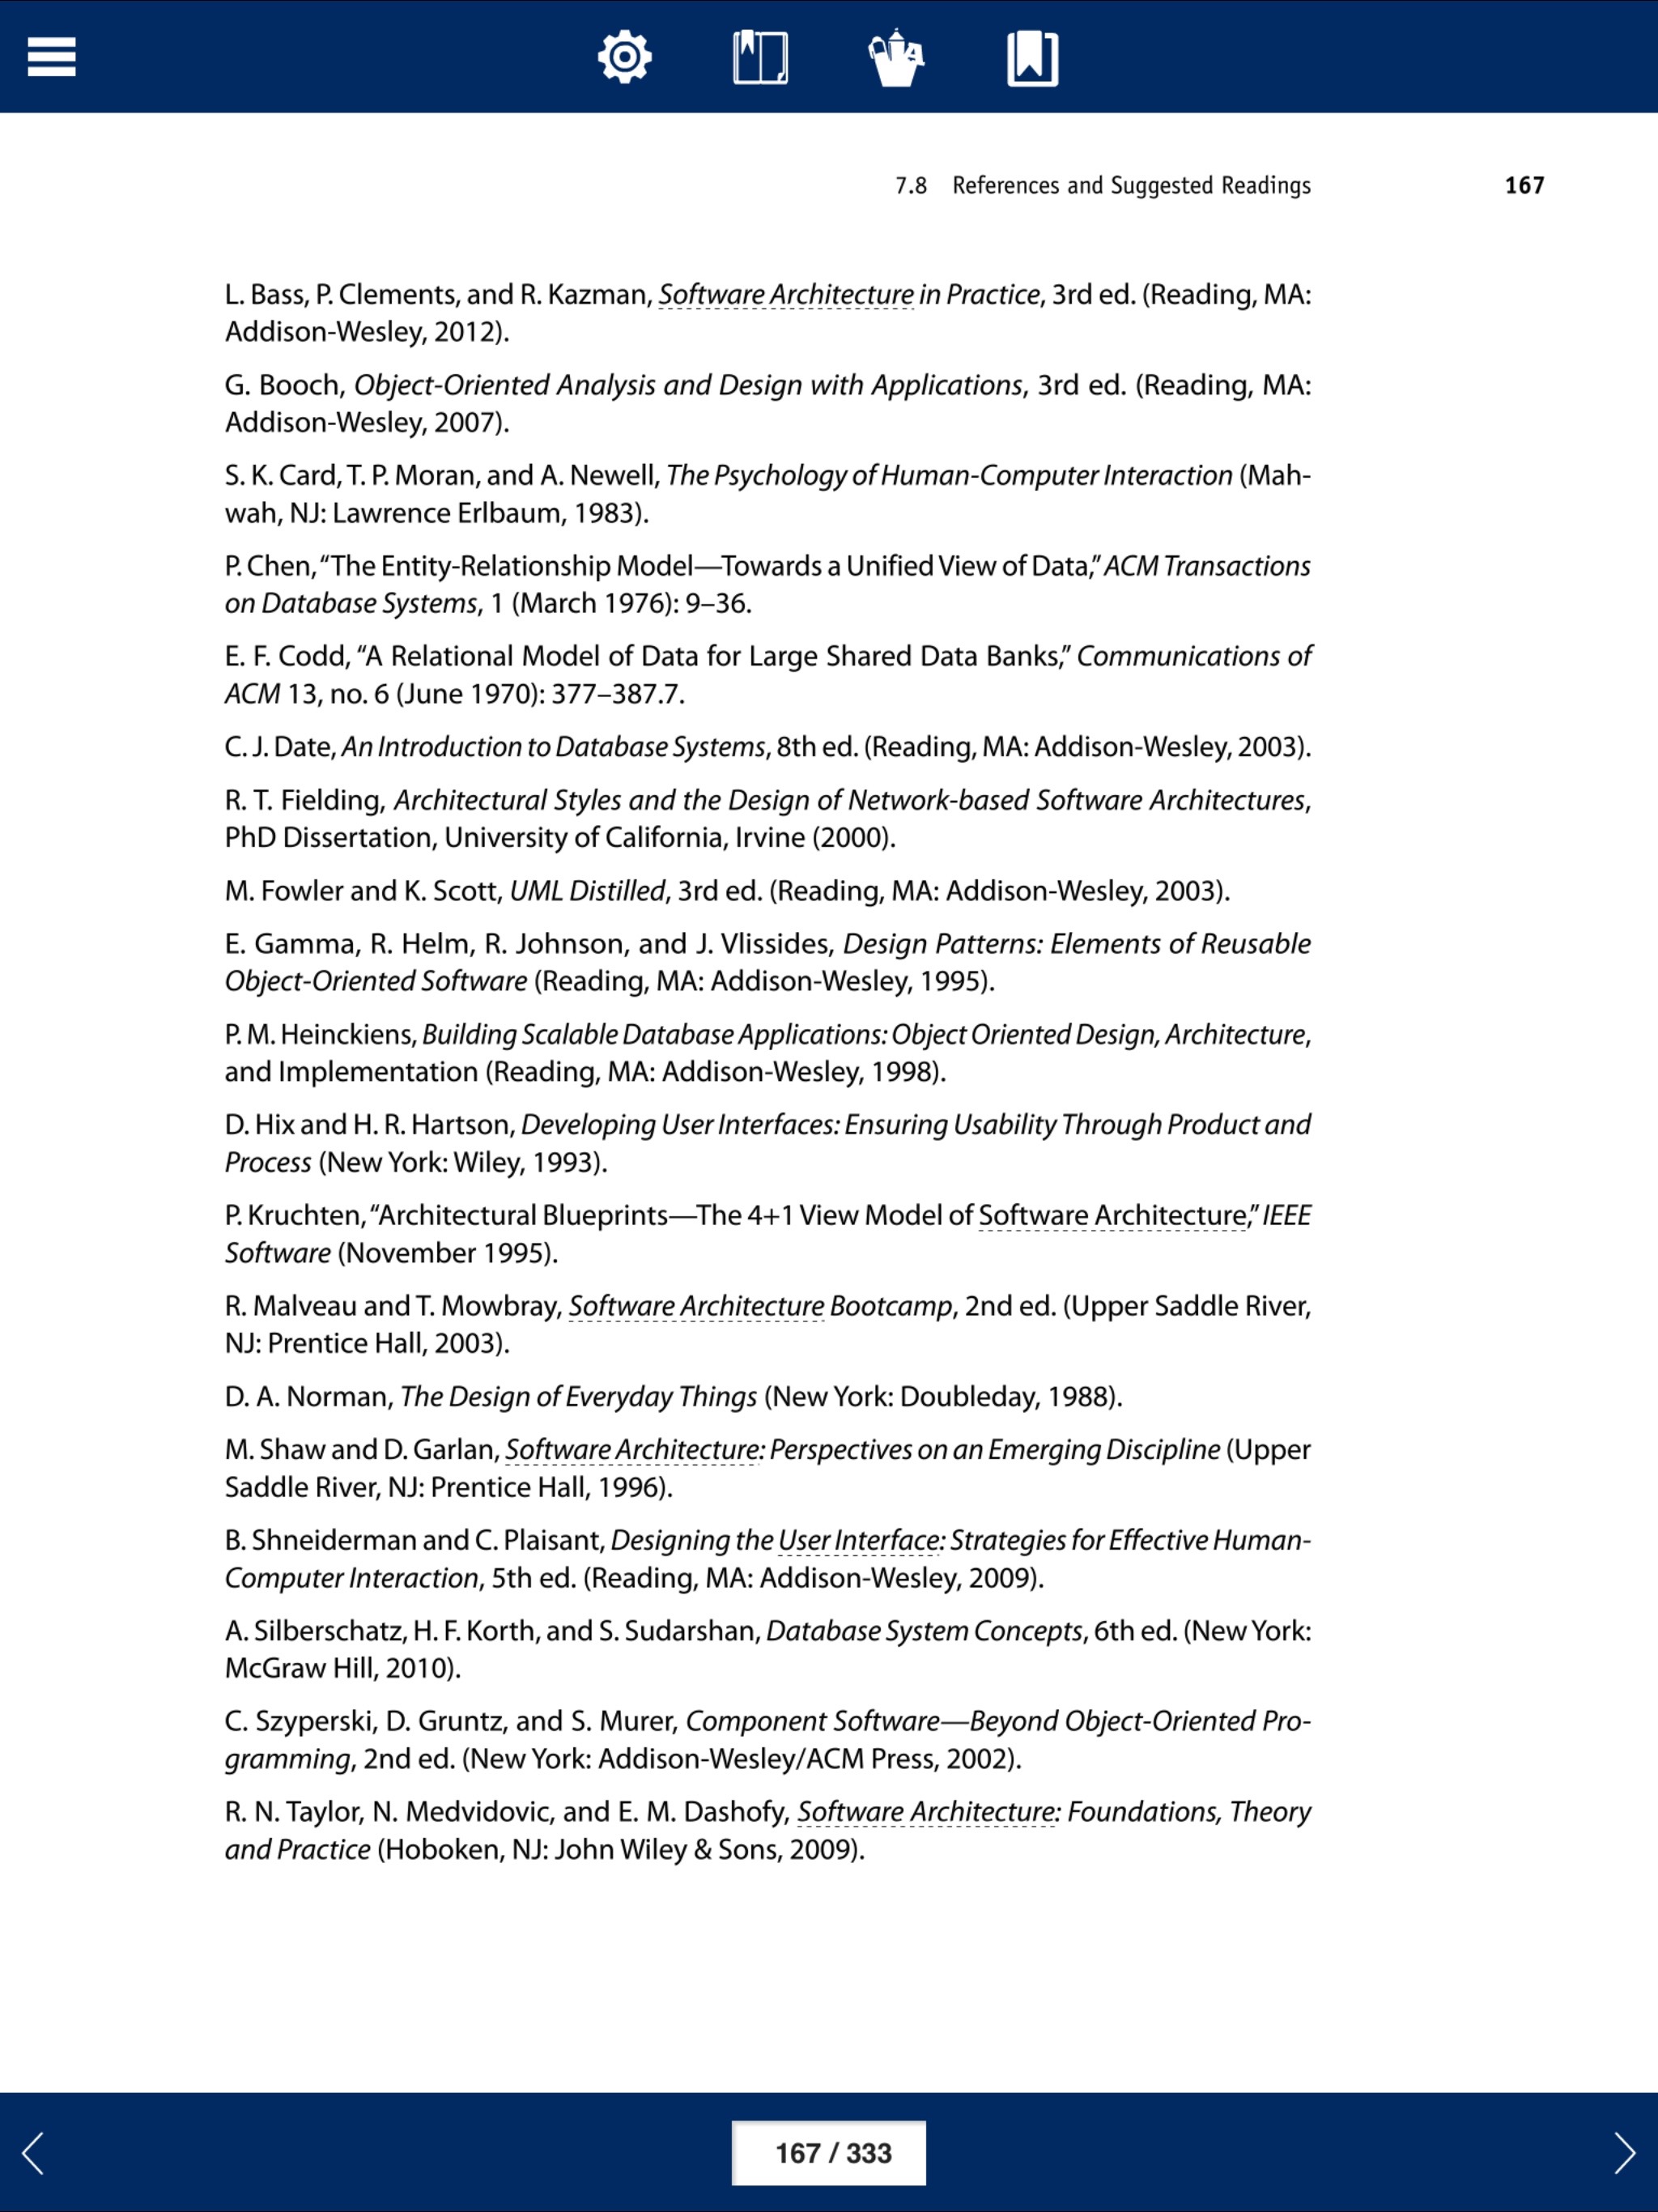 7.8 References and Suggested Readings 167
L. Bass, P. Clements, and R. Kazman, Software Architecture in Practice, 3rd ed. (Reading, MA:
Addison-Wesley, 2012).
G. Booch, Object-Oriented Analysis and Design with Applications, 3rd ed. (Reading, MA:
Addison-Wesley, 2007).
S. K. Card, T. P. Moran, and A. Newell, The Psychology of Human-Computer Interaction (Mah-
wah, NJ: Lawrence Erlbaum, 1983).
P. Chen, “The Entity-Relationship Model—Towards a Unified View of Data,” ACM Transactions
on Database Systems, 1 (March 1976): 9–36.
E. F. Codd, “A Relational Model of Data for Large Shared Data Banks,” Communications of
ACM 13, no. 6 (June 1970): 377–387.7.
C. J. Date, An Introduction to Database Systems, 8th ed. (Reading, MA: Addison-Wesley, 2003).
R. T. Fielding, Architectural Styles and the Design of Network-based Software Architectures,
PhD Dissertation, University of California, Irvine (2000).
M. Fowler and K. Scott, UML Distilled, 3rd ed. (Reading, MA: Addison-Wesley, 2003).
E. Gamma, R. Helm, R. Johnson, and J. Vlissides, Design Patterns: Elements of Reusable
Object-Oriented Software (Reading, MA: Addison-Wesley, 1995).
P. M. Heinckiens, Building Scalable Database Applications: Object Oriented Design, Architecture,
and Implementation (Reading, MA: Addison-Wesley, 1998).
D. Hix and H. R. Hartson, Developing User Interfaces: Ensuring Usability Through Product and
Process (New York: Wiley, 1993).
P. Kruchten, “Architectural Blueprints—The 4+1 View Model of Software Architecture,” IEEE
Software (November 1995).
R. Malveau and T. Mowbray, Software Architecture Bootcamp, 2nd ed. (Upper Saddle River,
NJ: Prentice Hall, 2003).
D. A. Norman, The Design of Everyday Things (New York: Doubleday, 1988).
M. Shaw and D. Garlan, Software Architecture: Perspectives on an Emerging Discipline (Upper
Saddle River, NJ: Prentice Hall, 1996).
B. Shneiderman and C. Plaisant, Designing the User Interface: Strategies for Effective Human-
Computer Interaction, 5th ed. (Reading, MA: Addison-Wesley, 2009).
A. Silberschatz, H. F. Korth, and S. Sudarshan, Database System Concepts, 6th ed. (New York:
McGraw Hill, 2010).
C. Szyperski, D. Gruntz, and S. Murer, Component Software—Beyond Object-Oriented Pro-
gramming, 2nd ed. (New York: Addison-Wesley/ACM Press, 2002).
R. N. Taylor, N. Medvidovic, and E. M. Dashofy, Software Architecture: Foundations, Theory
and Practice (Hoboken, NJ: John Wiley & Sons, 2009).
167 / 333